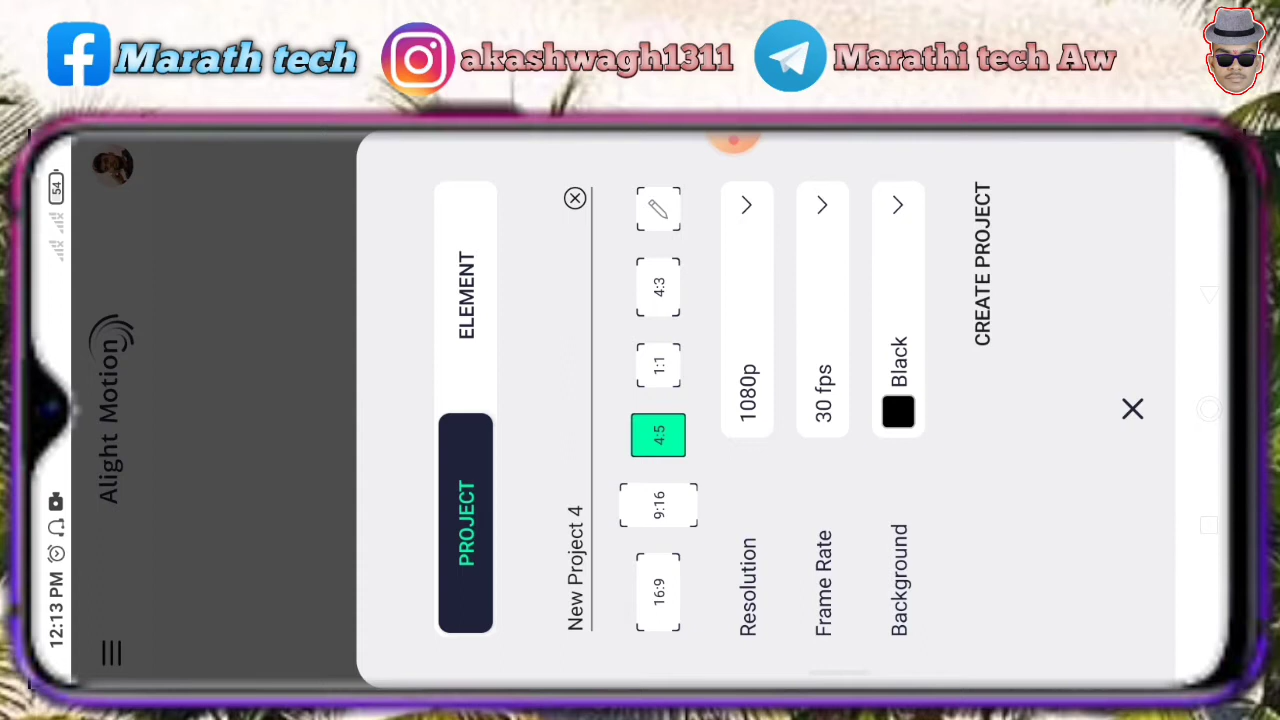 Marath tech
akashwagh1311
Marathi tech Aw
12:13 PM
54
Alight Motion
PROJECT
ELEMENT
New Project 4
16:9
9:16
4:5
1:1
4:3
Resolution
1080p
Frame Rate
30 fps
Background
Black
CREATE PROJECT